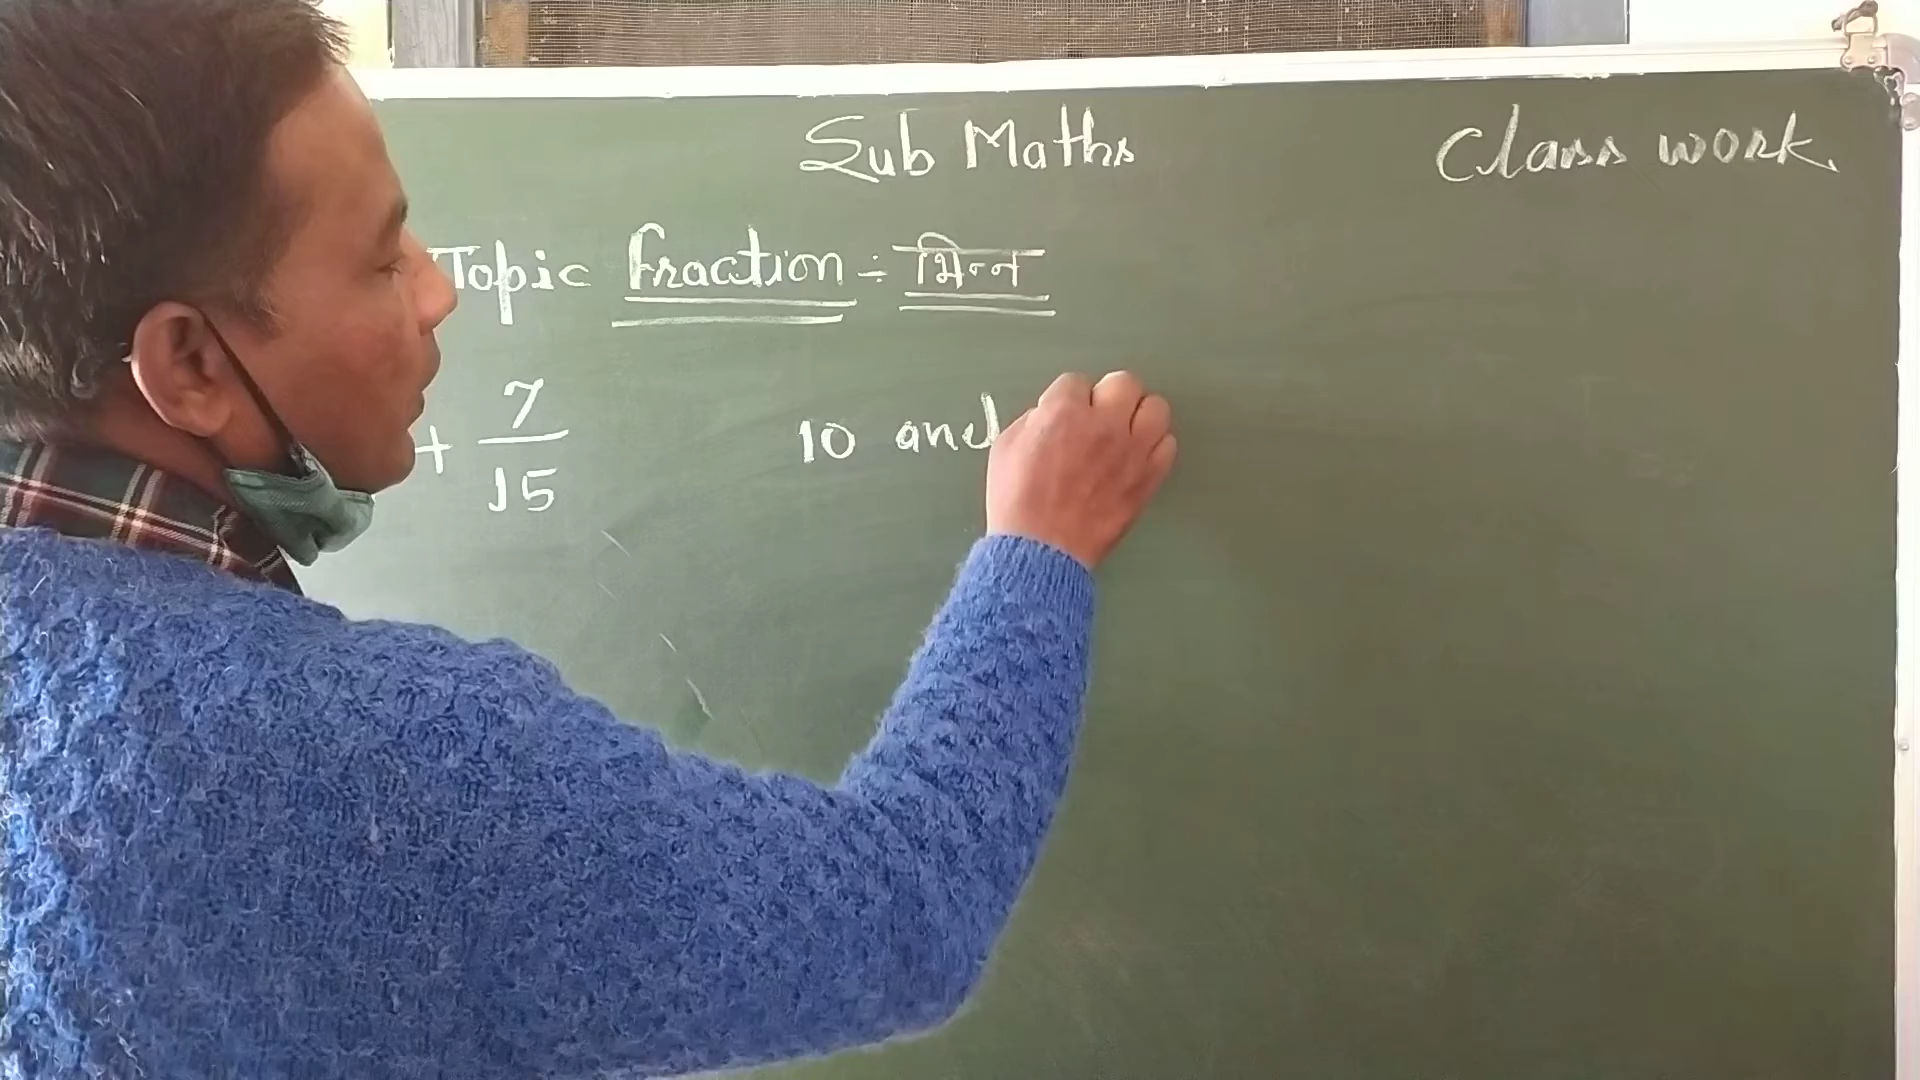 Sub Maths
Class work
Topic Fraction ÷ भिन्न
+ 7/15
10 and